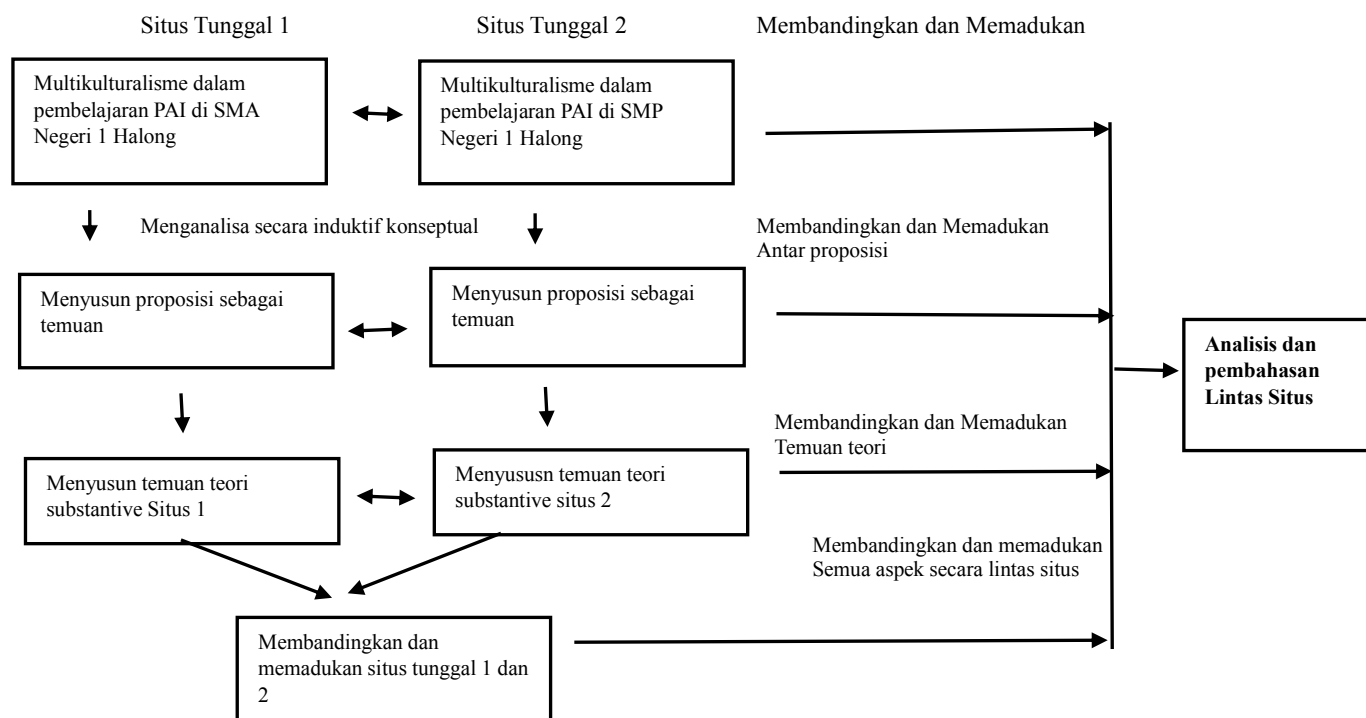 Situs Tunggal 1
Situs Tunggal 2
Membandingkan dan Memadukan
Multikulturalisme dalam
pembelajaran PAI di SMA
Negeri 1 Halong
Multikulturalisme dalam
pembelajaran PAI di SMP
Negeri 1 Halong
Menganalisa secara induktif konseptual
Membandingkan dan Memadukan
Antar proposisi
Menyusun proposisi sebagai
temuan
Menyusun proposisi sebagai
temuan
Analisis dan
pembahasan
Lintas Situs
Membandingkan dan Memadukan
Temuan teori
Menyusun temuan teori
substantive Situs 1
Menyususn temuan teori
substantive situs 2
Membandingkan dan memadukan
Semua aspek secara lintas situs
Membandingkan dan
memadukan situs tunggal 1 dan
2